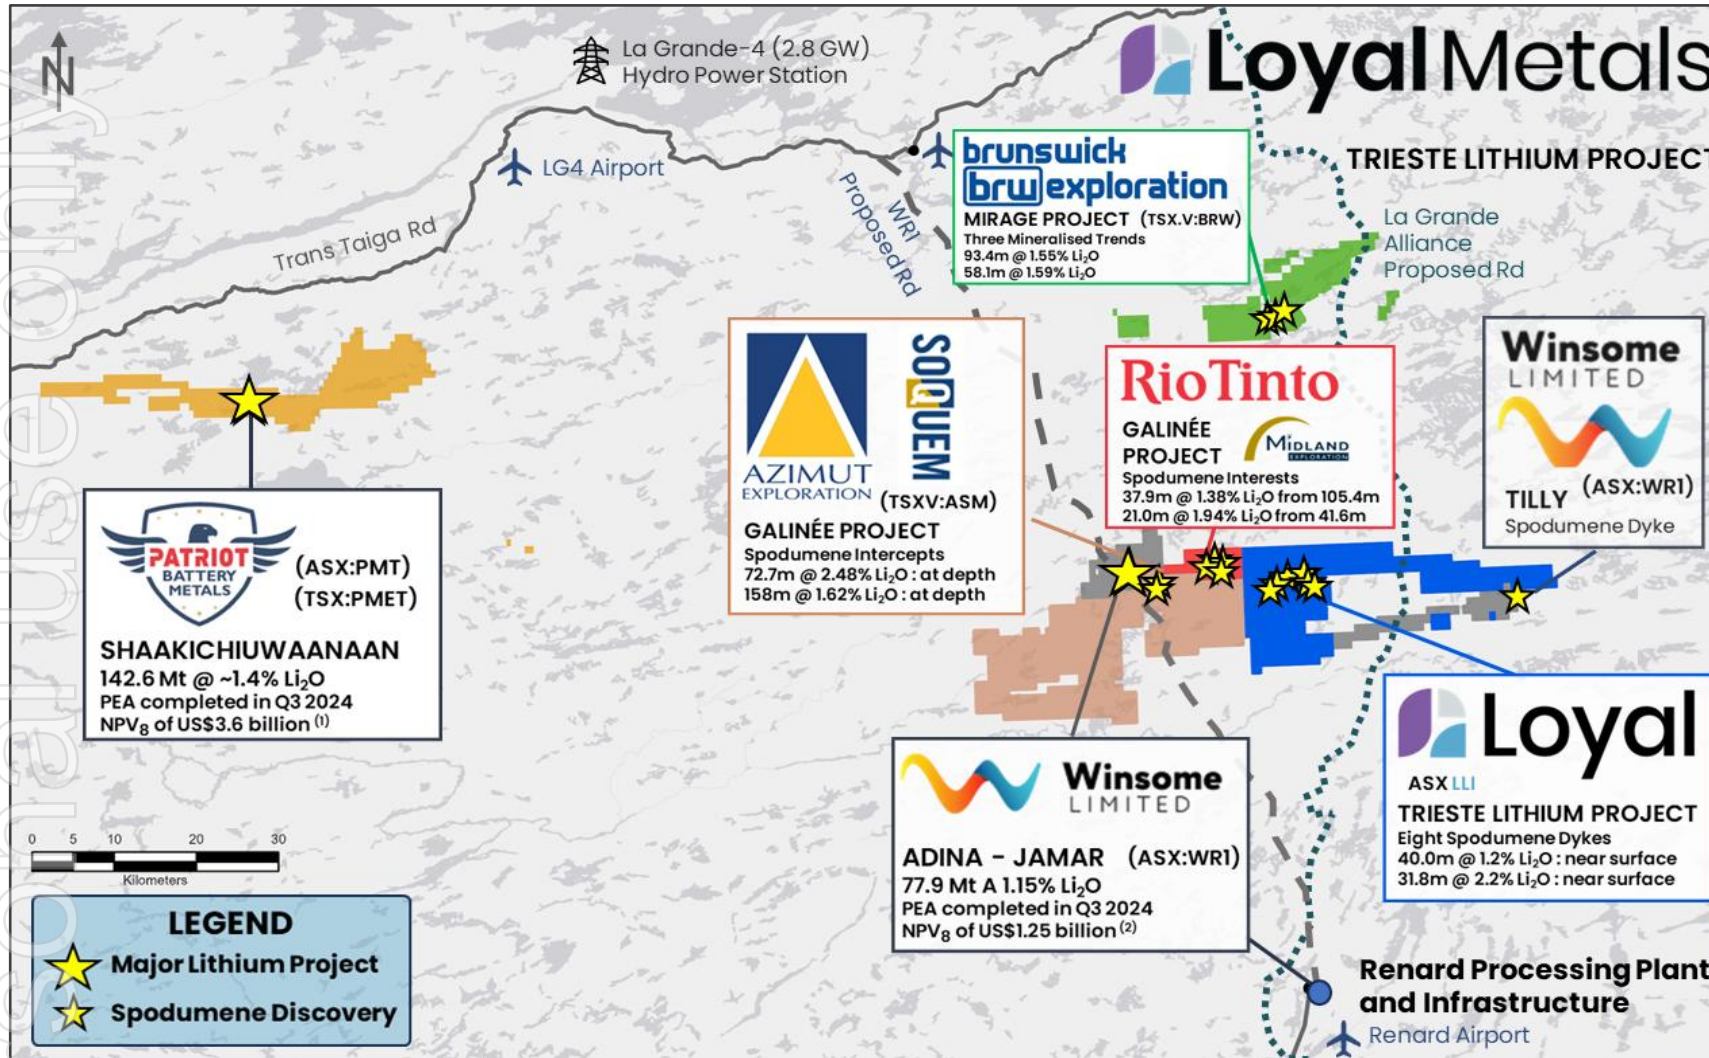 N
La Grande-4 (2.8 GW)
Hydro Power Station
Loyal Metals
TRIESTE LITHIUM PROJECT
LG4 Airport
Trans Taiga Rd
WR1
Proposed Rd
brunswick
brw exploration
MIRAGE PROJECT (TSX.V:BRW)
Three Mineralised Trends
93.4m @ 1.55% Li₂O
58.1m @ 1.59% Li₂O
La Grande
Alliance
Proposed Rd
AZIMUT
EXPLORATION
SOQUEM
(TSXV:ASM)
GALINÉE PROJECT
Spodumene Intercepts
72.7m @ 2.48% Li₂O : at depth
158m @ 1.62% Li₂O : at depth
RioTinto
GALINÉE
PROJECT
MIDLAND
EXPLORATION
Spodumene Interests
37.9m @ 1.38% Li₂O from 105.4m
21.0m @ 1.94% Li₂O from 41.6m
Winsome
LIMITED
TILLY (ASX:WR1)
Spodumene Dyke
PATRIOT
BATTERY
METALS
(ASX:PMT)
(TSX:PMET)
SHAAKICHIUWAANAAN
142.6 Mt @ ~1.4% Li₂O
PEA completed in Q3 2024
NPV₈ of US$3.6 billion (1)
Winsome
LIMITED
ADINA - JAMAR (ASX:WR1)
77.9 Mt A 1.15% Li₂O
PEA completed in Q3 2024
NPV₈ of US$1.25 billion (2)
Loyal
ASX LLI
TRIESTE LITHIUM PROJECT
Eight Spodumene Dykes
40.0m @ 1.2% Li₂O : near surface
31.8m @ 2.2% Li₂O : near surface
0 5 10 20 30
Kilometers
LEGEND
Major Lithium Project
Spodumene Discovery
Renard Processing Plant
and Infrastructure
Renard Airport
sonal use only